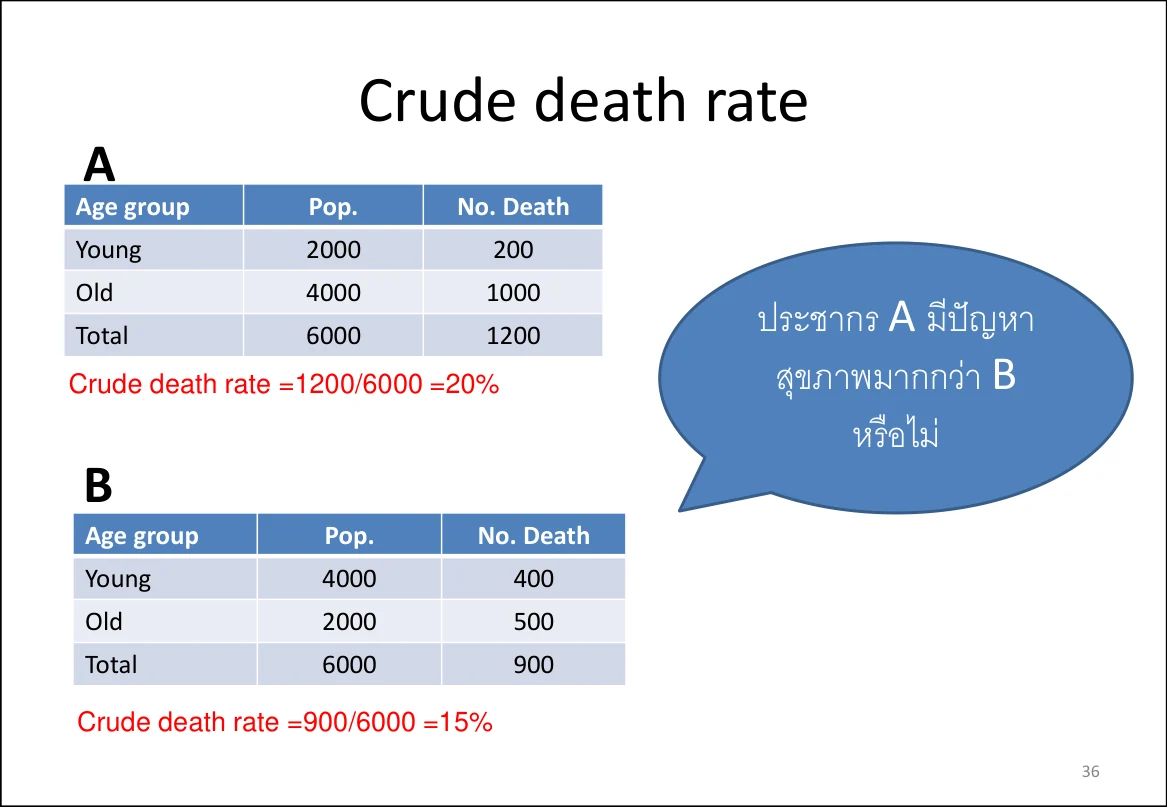 Crude death rate
A
Age group Pop. No. Death
Young 2000 200
Old 4000 1000
Total 6000 1200
Crude death rate =1200/6000 =20%
ประชากร A มีปัญหา
สุขภาพมากกว่า B
หรือไม่
B
Age group Pop. No. Death
Young 4000 400
Old 2000 500
Total 6000 900
Crude death rate =900/6000 =15%
36